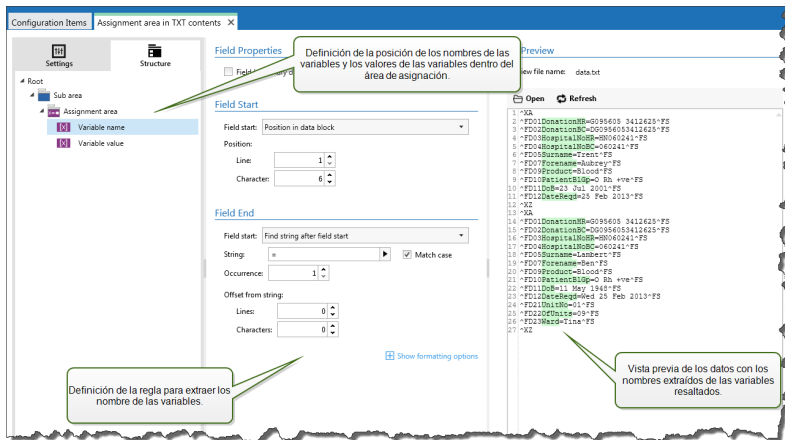 Configuration Items
Assignment area in TXT contents ×
Settings
Structure
Root
Sub area
Assignment area
Variable name
Variable value
Field Properties
Definición de la posición de los nombres de las
variables y los valores de las variables dentro del
área de asignación.
Field Start
Field start: Position in data block
Position:
Line: 1
Character: 6
Field End
Field start: Find string after field start
String: = Match case
Occurrence: 1
Offset from string:
Lines: 0
Characters: 0
Show formatting options
Definición de la regla para extraer los
nombre de las variables.
Preview
file name: data.txt
Open Refresh
1 ^XA
2 ^FD01DonationHR=G095605 3412625^FS
3 ^FD02DonationBC=DG0956053412625^FS
4 ^FD03HospitalNoHR=HN060241^FS
5 ^FD04HospitalNoBC=060241^FS
6 ^FD05Surname=Trent^FS
7 ^FD07Forename=Aubrey^FS
8 ^FD09Product=Blood^FS
9 ^FD10PatientBlGp=O Rh +ve^FS
10 ^FD11DoB=23 Jul 2001^FS
11 ^FD12DateReqd=25 Feb 2013^FS
12 ^XZ
13 ^XA
14 ^FD01DonationHR=G095605 3412625^FS
15 ^FD02DonationBC=DG0956053412625^FS
16 ^FD03HospitalNoHR=HN060241^FS
17 ^FD04HospitalNoBC=060241^FS
18 ^FD05Surname=Lambert^FS
19 ^FD07Forename=Ben^FS
20 ^FD09Product=Blood^FS
21 ^FD10PatientBlGp=O Rh +ve^FS
22 ^FD11DoB=11 May 1948^FS
23 ^FD12DateReqd=Wed 25 Feb 2013^FS
24 ^FD21UnitNo=01^FS
25 ^FD22OfUnits=09^FS
26 ^FD23Ward=Tina^FS
27 ^XZ
Vista previa de los datos con los
nombres extraídos de las variables
resaltados.